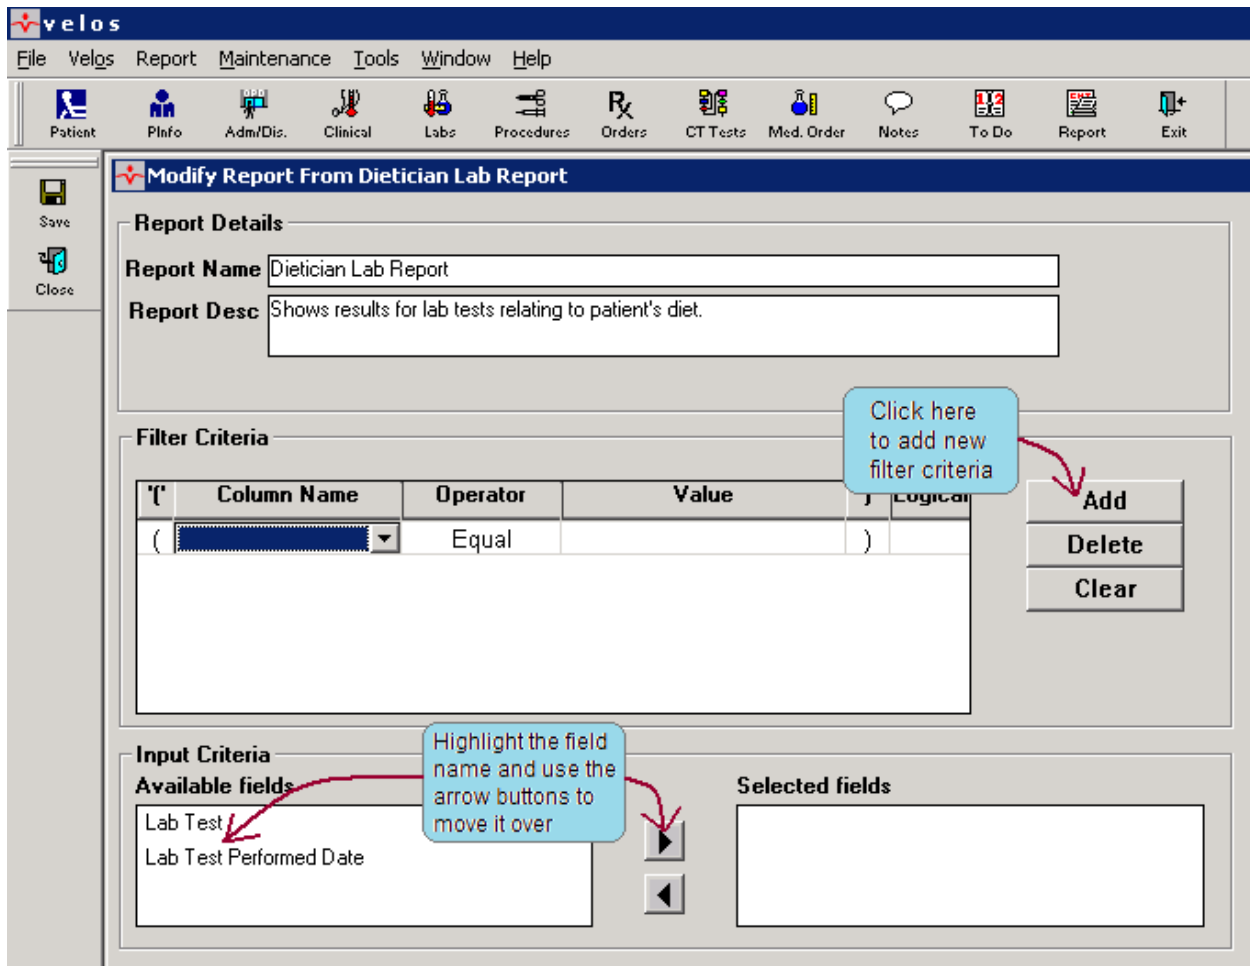 velos
File Velos Report Maintenance Tools Window Help
Patient PInfo Adm/Dis. Clinical Labs Procedures Orders CT Tests Med. Order Notes To Do Report Exit
Save
Close
Modify Report From Dietician Lab Report
Report Details
Report Name Dietician Lab Report
Report Desc Shows results for lab tests relating to patient's diet.
Click here
to add new
filter criteria
Filter Criteria
'(' Column Name Operator Value Logical
( Equal )
Add
Delete
Clear
Highlight the field
name and use the
arrow buttons to
move it over
Input Criteria
Available fields
Lab Test
Lab Test Performed Date
Selected fields